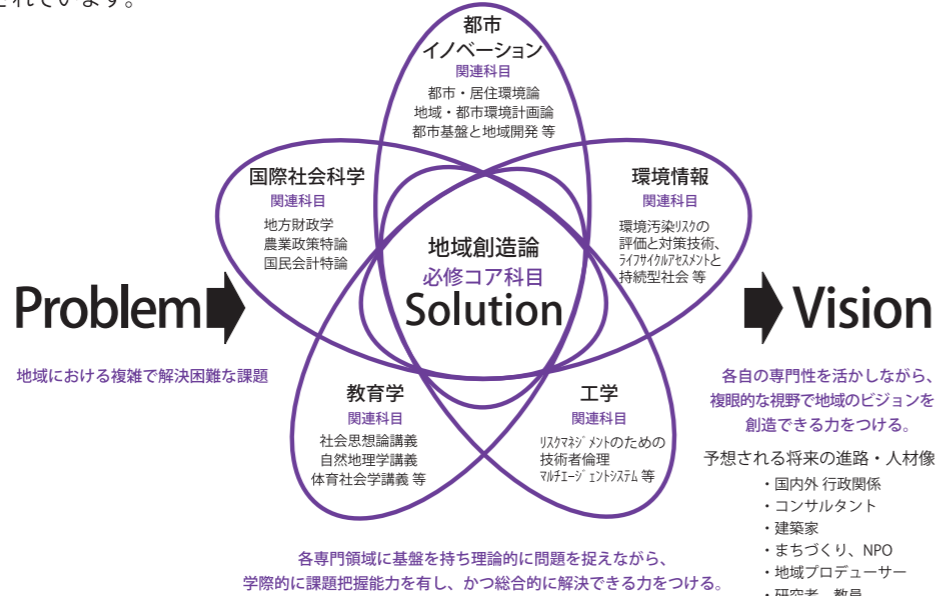 されています。
都市
イノベーション
関連科目
都市・居住環境論
地域・都市環境計画論
都市基盤と地域開発 等
国際社会科学
関連科目
地方財政学
農業政策特論
国民会計特論
環境情報
関連科目
環境汚染ﾘｽｸの
評価と対策技術、
ﾗｲﾌｻｲｸﾙｱｾｽﾒﾝﾄと
持続型社会 等
地域創造論
必修コア科目
Solution
Problem
地域における複雑で解決困難な課題
Vision
各自の専門性を活かしながら、
複眼的な視野で地域のビジョンを
創造できる力をつける。
教育学
関連科目
社会思想論講義
自然地理学講義
体育社会学講義 等
工学
関連科目
ﾘｽｸﾏﾈｼﾞﾒﾝﾄのための
技術者倫理
ﾏﾙﾁｴｰｼﾞｪﾝﾄｼｽﾃﾑ 等
予想される将来の進路・人材像
・国内外 行政関係
・コンサルタント
・建築家
・まちづくり、NPO
・地域プロデューサー
・研究者、教員
各専門領域に基盤を持ち理論的に問題を捉えながら、
学際的に課題把握能力を有し、かつ総合的に解決できる力をつける。